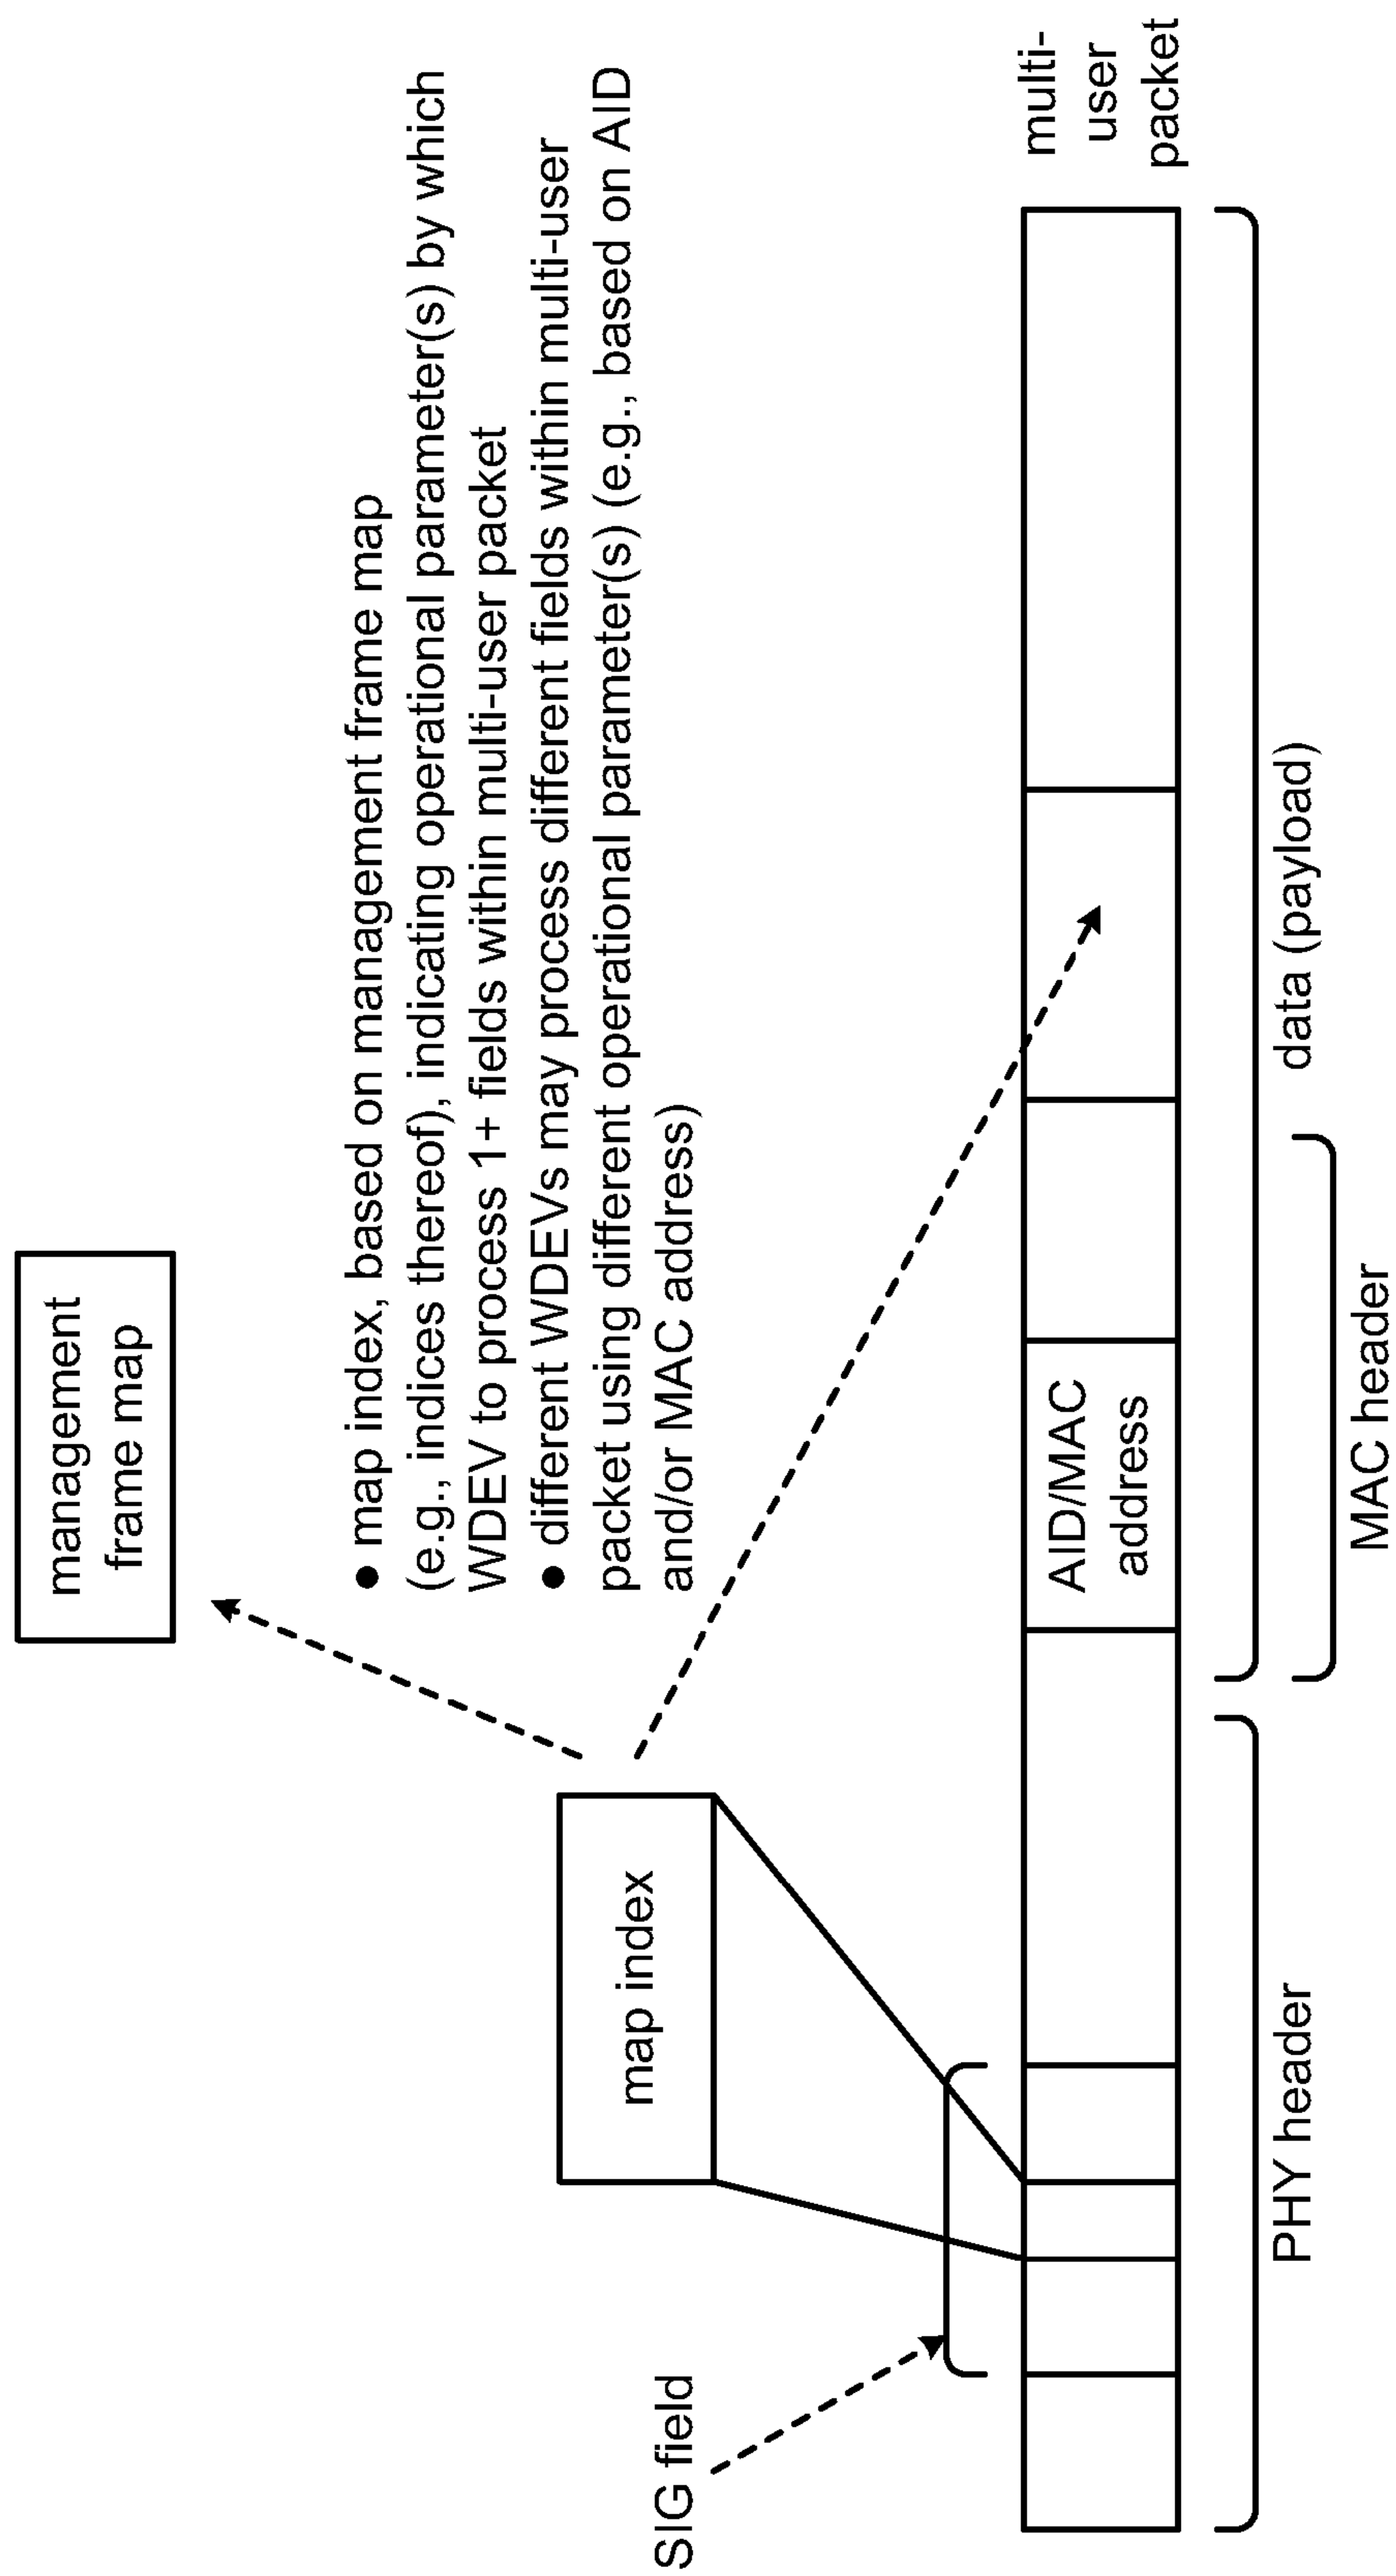 management
frame map
● map index, based on management frame map
(e.g., indices thereof), indicating operational parameter(s) by which
WDEV to process 1+ fields within multi-user packet
● different WDEVs may process different fields within multi-user
packet using different operational parameter(s) (e.g., based on AID
and/or MAC address)
map index
SIG field
AID/MAC
address
multi-
user
packet
PHY header
data (payload)
MAC header